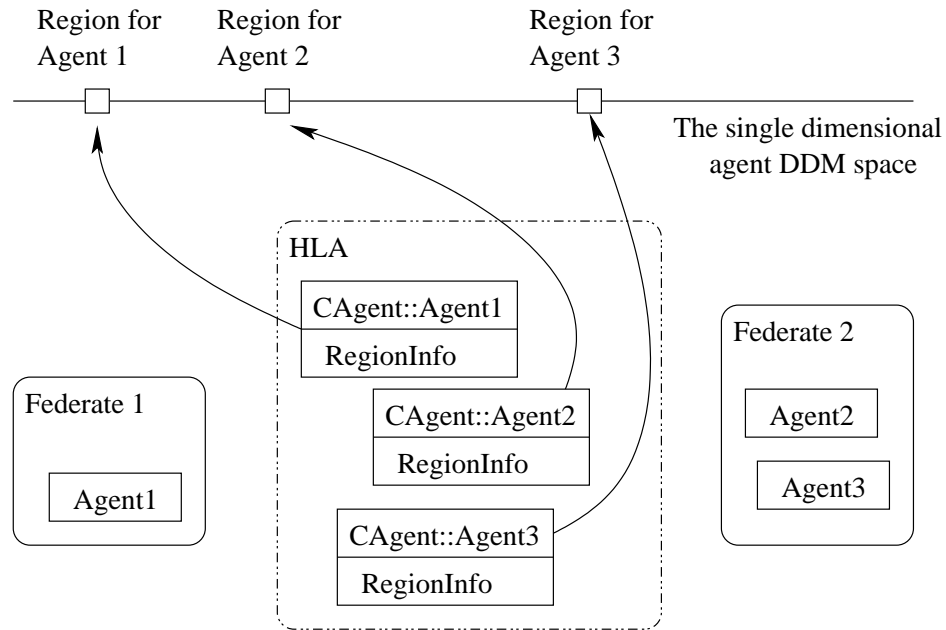 Region for
Agent 1
Region for
Agent 2
Region for
Agent 3
The single dimensional
agent DDM space
HLA
CAgent::Agent1
RegionInfo
CAgent::Agent2
RegionInfo
CAgent::Agent3
RegionInfo
Federate 1
Agent1
Federate 2
Agent2
Agent3